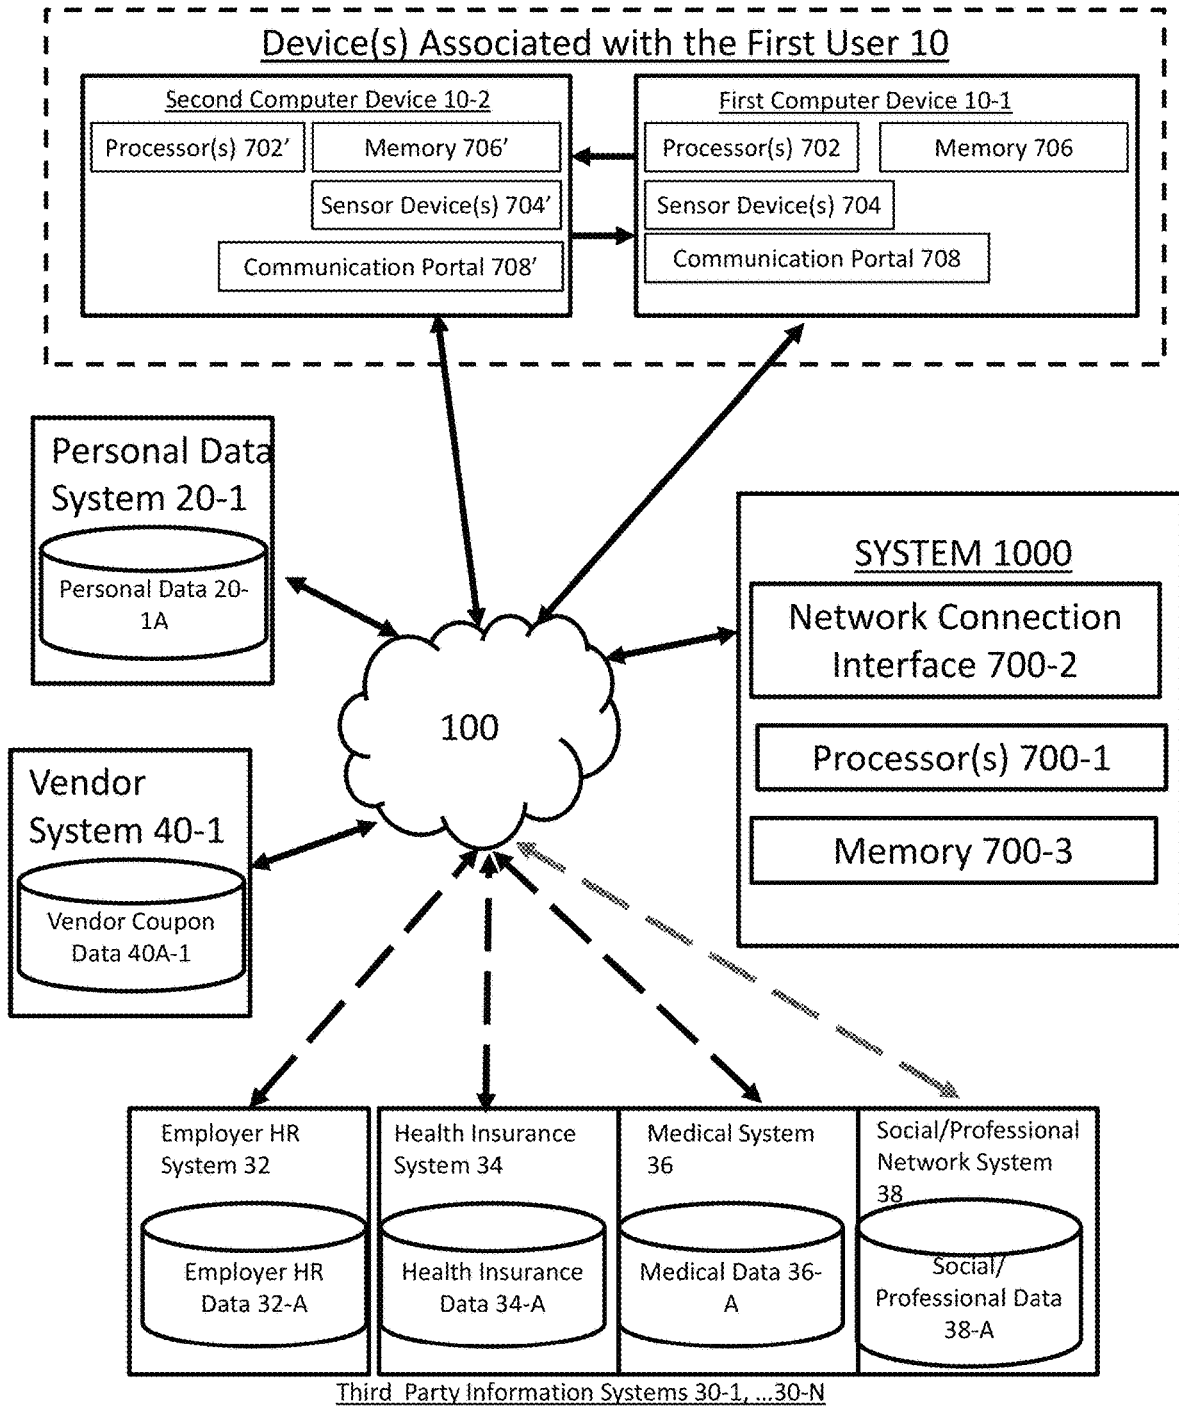 Device(s) Associated with the First User 10
Second Computer Device 10-2
Processor(s) 702’
Memory 706’
Sensor Device(s) 704’
Communication Portal 708’
First Computer Device 10-1
Processor(s) 702
Memory 706
Sensor Device(s) 704
Communication Portal 708
Personal Data
System 20-1
Personal Data 20-
1A
SYSTEM 1000
Network Connection
Interface 700-2
Processor(s) 700-1
Memory 700-3
100
Vendor
System 40-1
Vendor Coupon
Data 40A-1
Employer HR
System 32
Employer HR
Data 32-A
Health Insurance
System 34
Health Insurance
Data 34-A
Medical System
36
Medical Data 36-
A
Social/Professional
Network System
38
Social/
Professional Data
38-A
Third  Party Information Systems 30-1, ...30-N